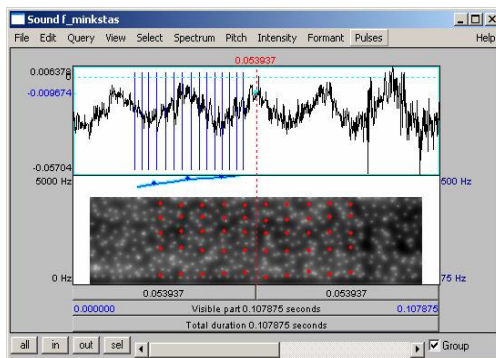 Sound f_minkstas
File Edit Query View Select Spectrum Pitch Intensity Formant Pulses Help
0.053937
0.006378
0
-0.009674
-0.05704
5000 Hz 500 Hz
0 Hz 75 Hz
0.053937 0.053937
0.000000 Visible part 0.107875 seconds 0.107875
Total duration 0.107875 seconds
all in out sel Group